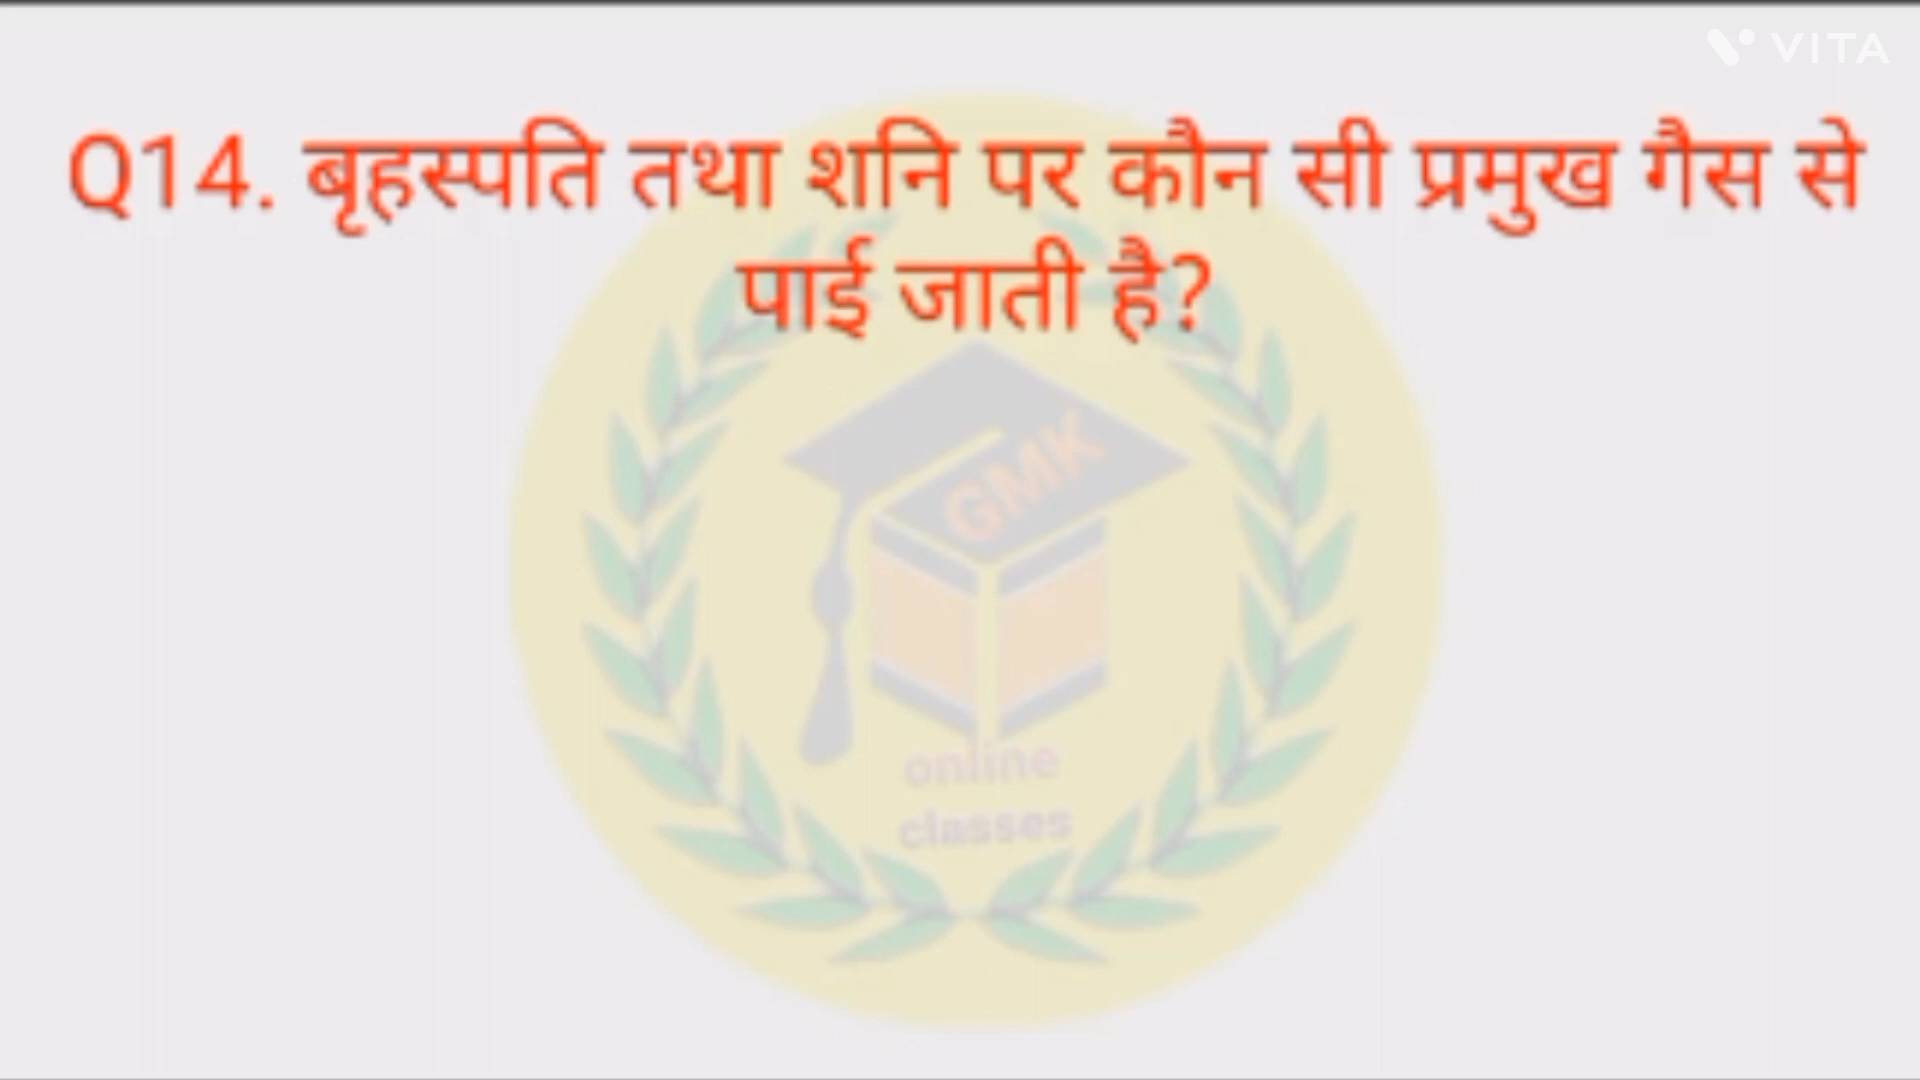 VITA
Q14. बृहस्पति तथा शनि पर कौन सी प्रमुख गैस से
पाई जाती है?
GMK
online
classes